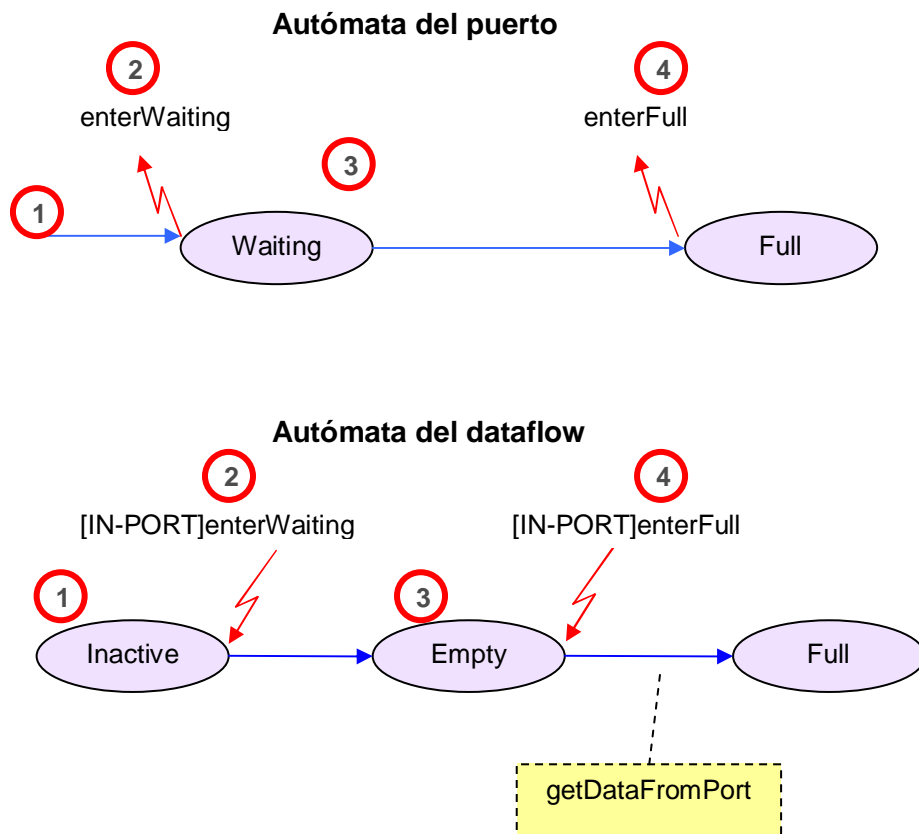 Autómata del puerto
2
4
enterWaiting
enterFull
3
1
Waiting
Full
Autómata del dataflow
2
4
[IN-PORT]enterWaiting
[IN-PORT]enterFull
1
3
Inactive
Empty
Full
getDataFromPort